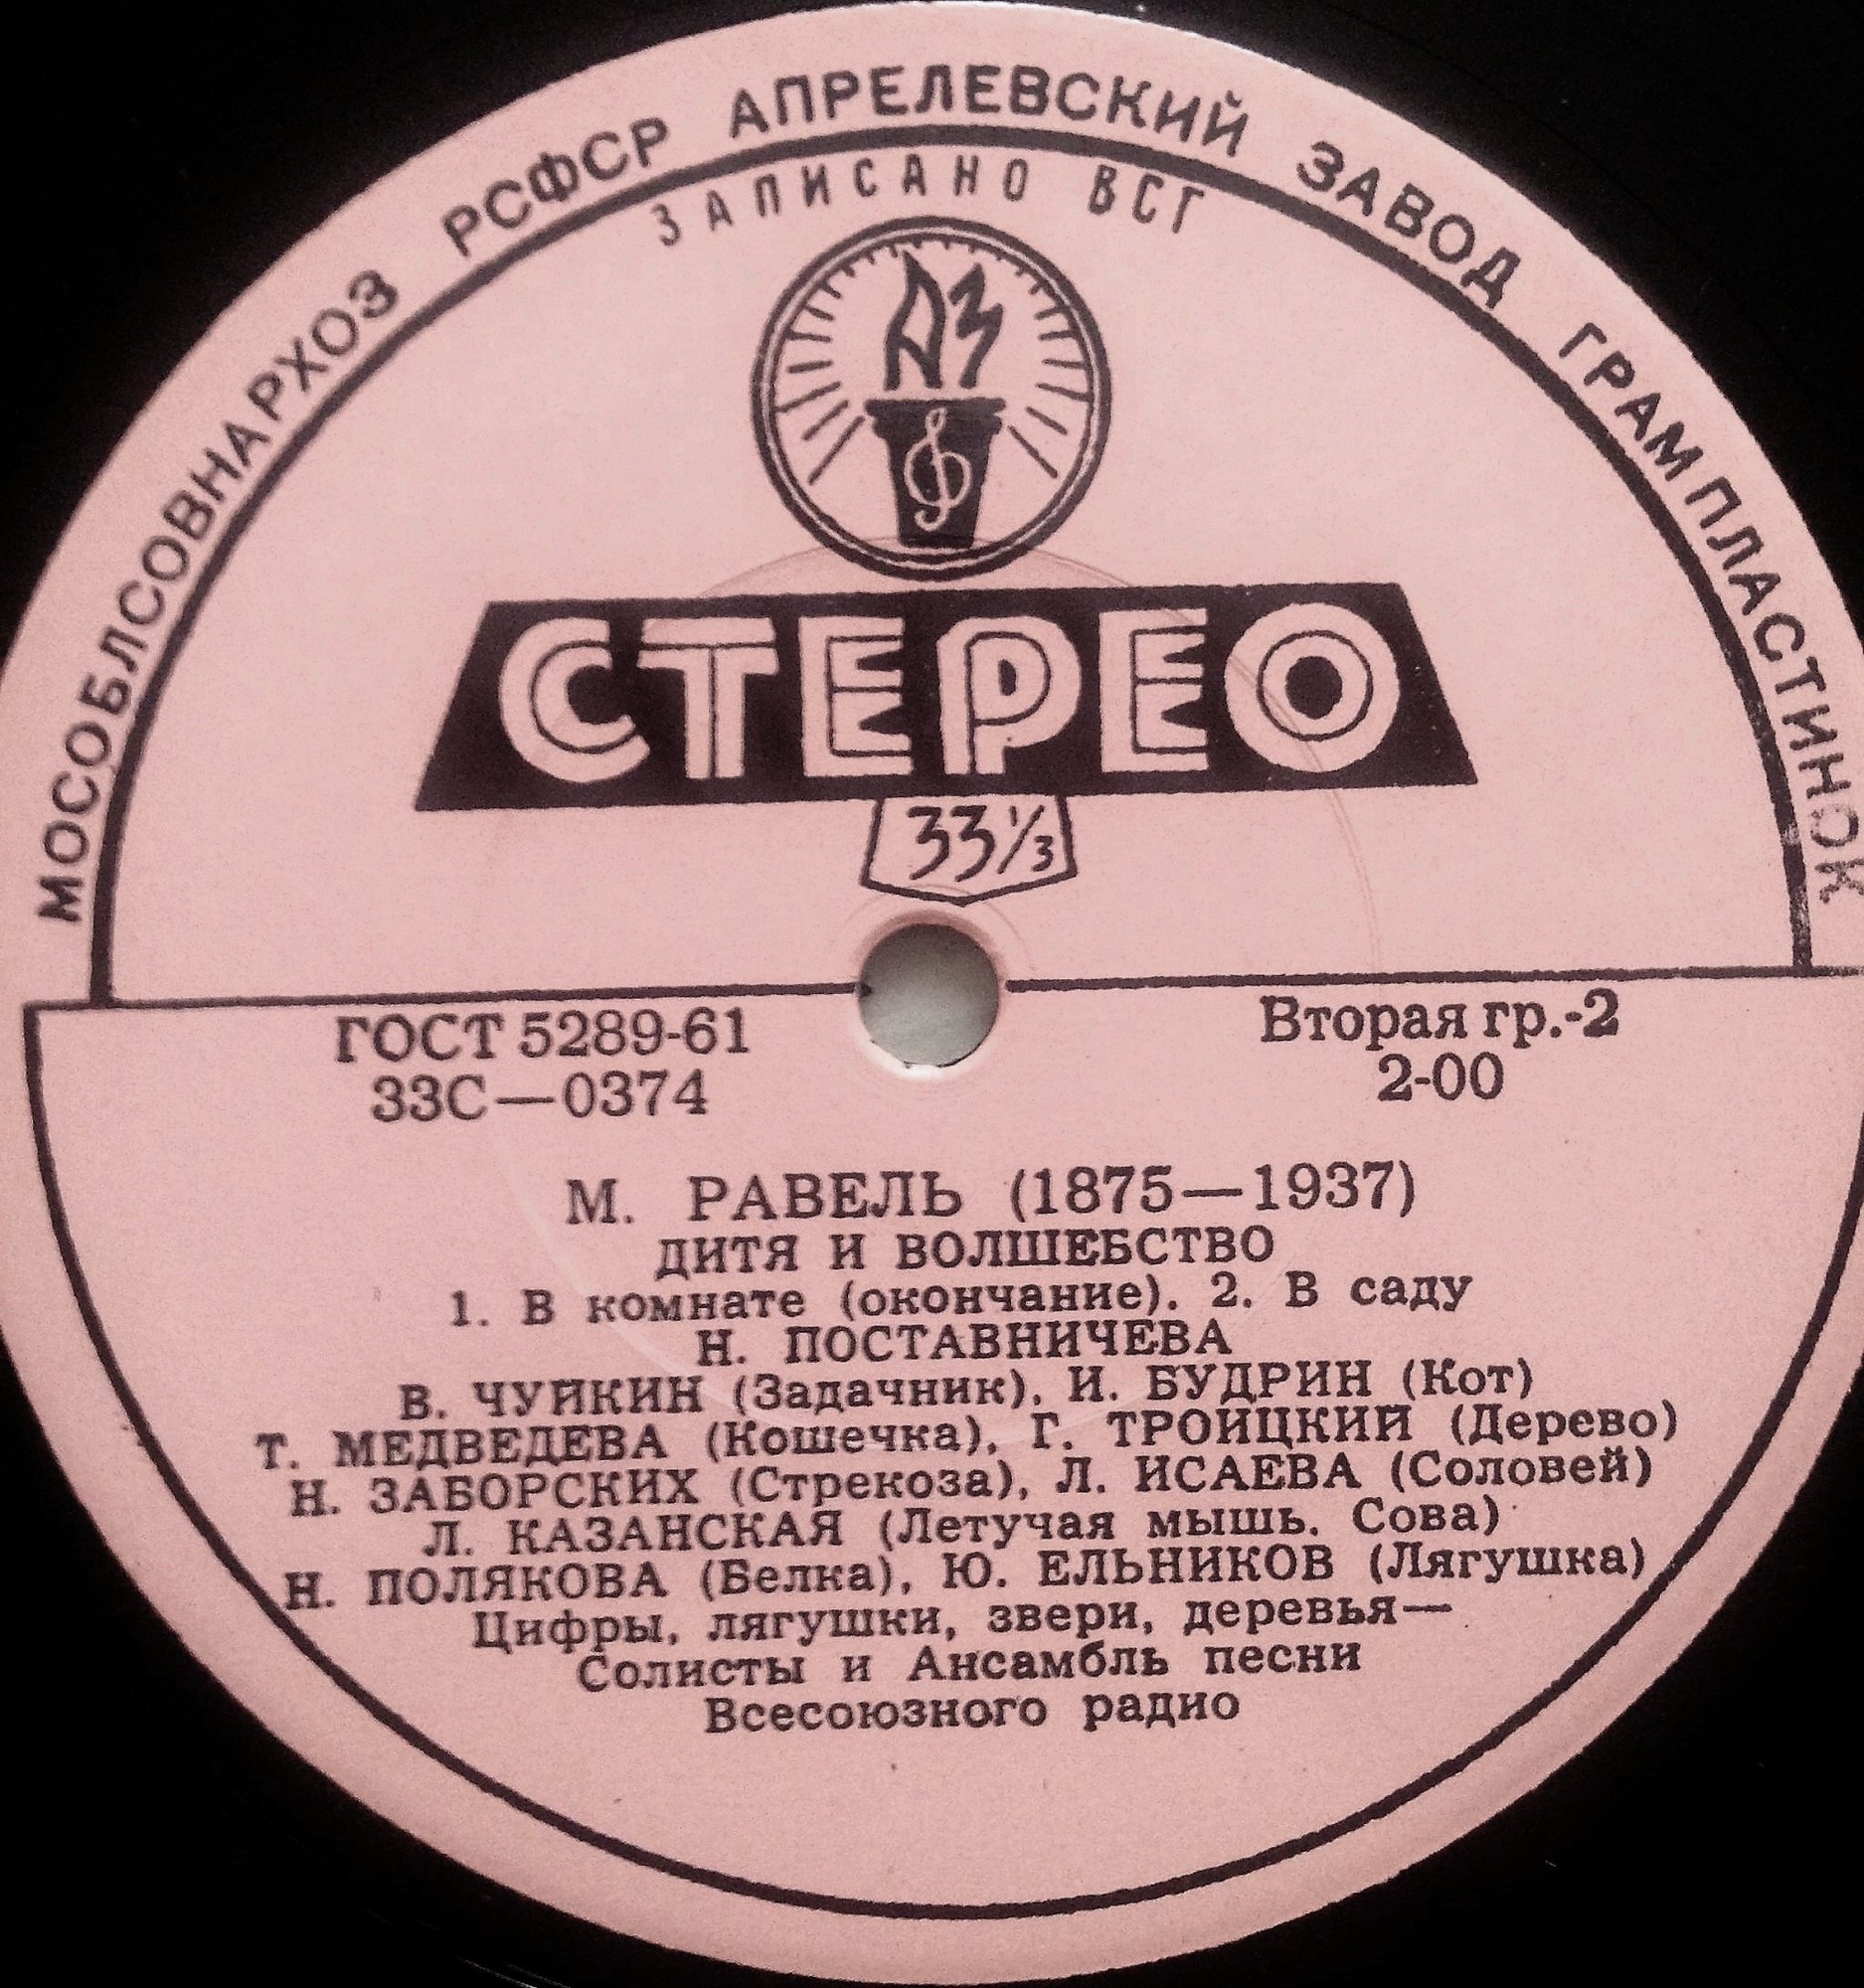 МОСОБЛСОВНАРХОЗ РСФСР АПРЕЛЕВСКИЙ ЗАВОД ГРАМПЛАСТИНОК
ЗАПИСАНО ВСГ
АЗ
СТЕРЕО
33⅓
ГОСТ 5289-61
33С—0374
Вторая гр.-2
2-00
М. РАВЕЛЬ (1875—1937)
ДИТЯ И ВОЛШЕБСТВО
1. В комнате (окончание). 2. В саду
Н. ПОСТАВНИЧЕВА
В. ЧУЙКИН (Задачник), И. БУДРИН (Кот)
Т. МЕДВЕДЕВА (Кошечка), Г. ТРОИЦКИЙ (Дерево)
Н. ЗАБОРСКИХ (Стрекоза), Л. ИСАЕВА (Соловей)
Л. КАЗАНСКАЯ (Летучая мышь. Сова)
Н. ПОЛЯКОВА (Белка), Ю. ЕЛЬНИКОВ (Лягушка)
Цифры, лягушки, звери, деревья—
Солисты и Ансамбль песни
Всесоюзного радио